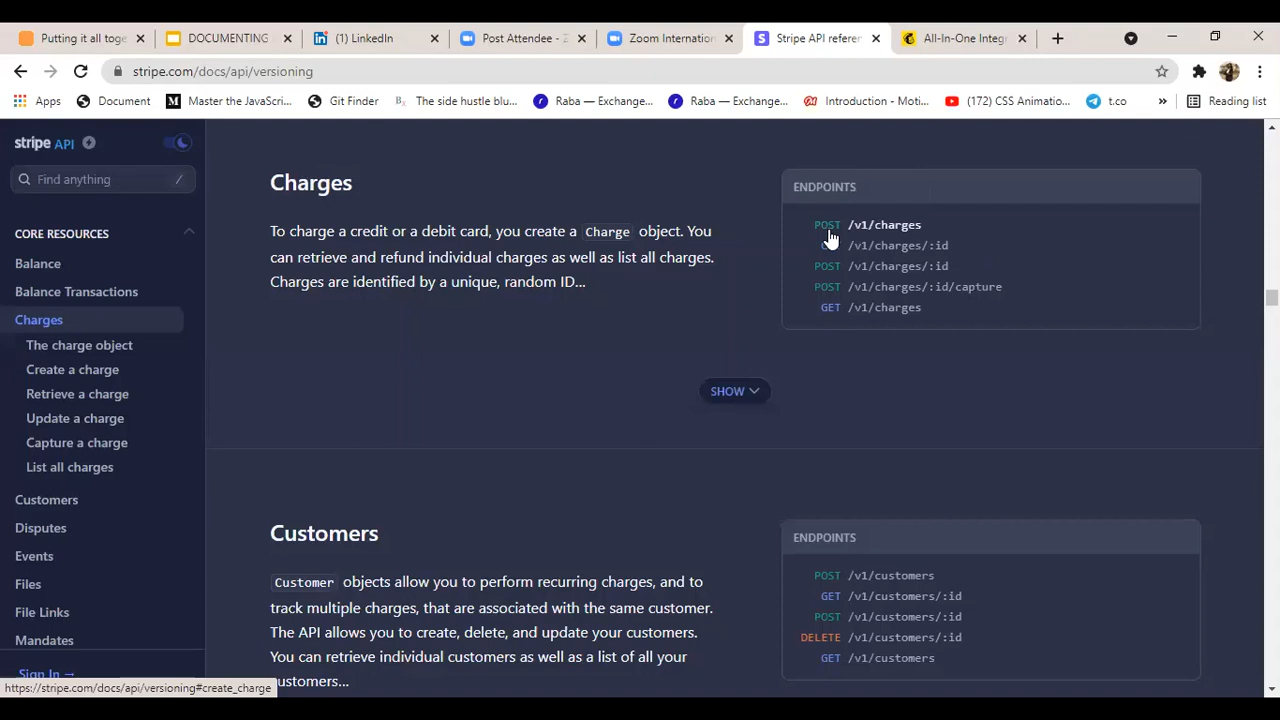 Putting it all toge
DOCUMENTING
(1) LinkedIn
Post Attendee - Z
Zoom Internation
Stripe API referen
All-In-One Integ
stripe.com/docs/api/versioning
Apps
Document
Master the JavaScri...
Git Finder
The side hustle blu...
Raba — Exchange...
Raba — Exchange...
Introduction - Moti...
(172) CSS Animatio...
t.co
»
Reading list
stripe API
Find anything
/
CORE RESOURCES
Balance
Balance Transactions
Charges
The charge object
Create a charge
Retrieve a charge
Update a charge
Capture a charge
List all charges
Customers
Disputes
Events
Files
File Links
Mandates
Sign In →
https://stripe.com/docs/api/versioning#create_charge
Charges
To charge a credit or a debit card, you create a Charge object. You
can retrieve and refund individual charges as well as list all charges.
Charges are identified by a unique, random ID...
ENDPOINTS
POST /v1/charges
/v1/charges/:id
POST /v1/charges/:id
POST /v1/charges/:id/capture
GET /v1/charges
SHOW
Customers
Customer objects allow you to perform recurring charges, and to
track multiple charges, that are associated with the same customer.
The API allows you to create, delete, and update your customers.
You can retrieve individual customers as well as a list of all your
customers...
ENDPOINTS
POST /v1/customers
GET /v1/customers/:id
POST /v1/customers/:id
DELETE /v1/customers/:id
GET /v1/customers